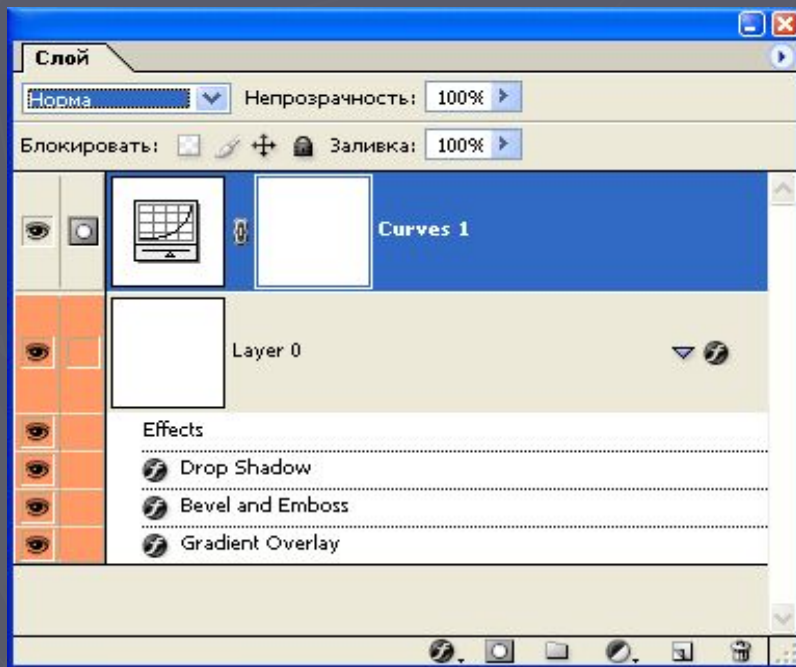 Слой
Норма Непрозрачность: 100%
Блокировать: Заливка: 100%
Curves 1
Layer 0
Effects
Drop Shadow
Bevel and Emboss
Gradient Overlay